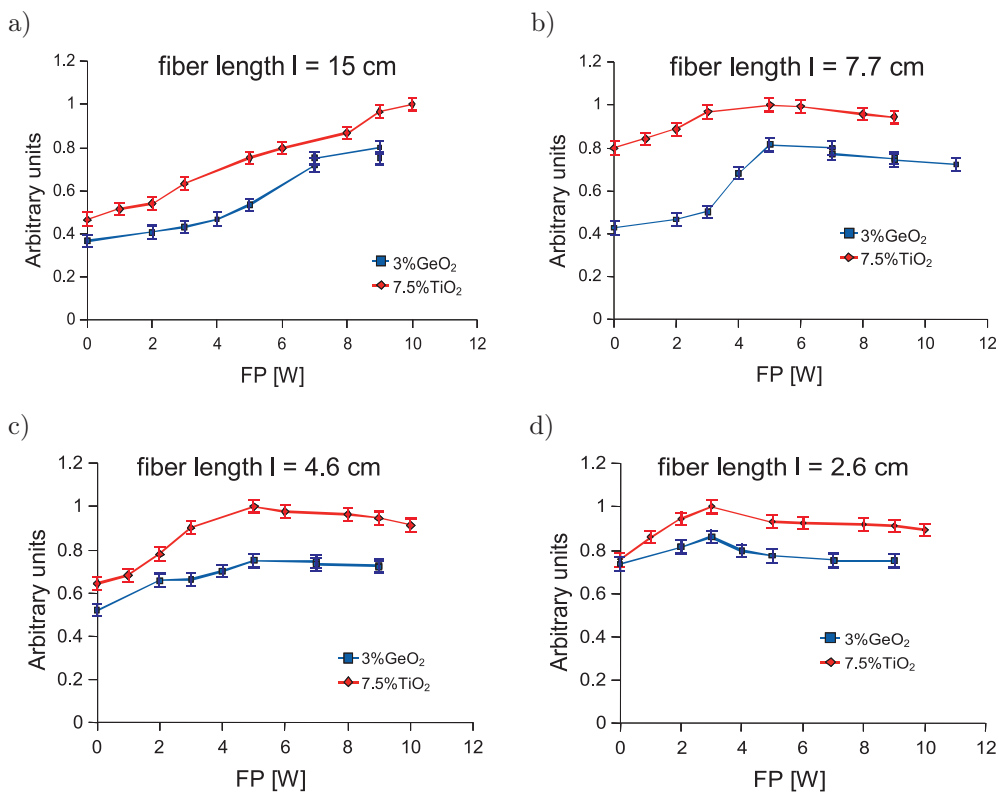 a)
fiber length l = 15 cm
Arbitrary units
1.2
1
0.8
0.6
0.4
0.2
0
0 2 4 6 8 10 12
FP [W]
3%GeO₂
7.5%TiO₂
b)
fiber length l = 7.7 cm
Arbitrary units
1.2
1
0.8
0.6
0.4
0.2
0
0 2 4 6 8 10 12
FP [W]
3%GeO₂
7.5%TiO₂
c)
fiber length l = 4.6 cm
Arbitrary units
1.2
1
0.8
0.6
0.4
0.2
0
0 2 4 6 8 10 12
FP [W]
3%GeO₂
7.5%TiO₂
d)
fiber length l = 2.6 cm
Arbitrary units
1.2
1
0.8
0.6
0.4
0.2
0
0 2 4 6 8 10 12
FP [W]
3%GeO₂
7.5%TiO₂